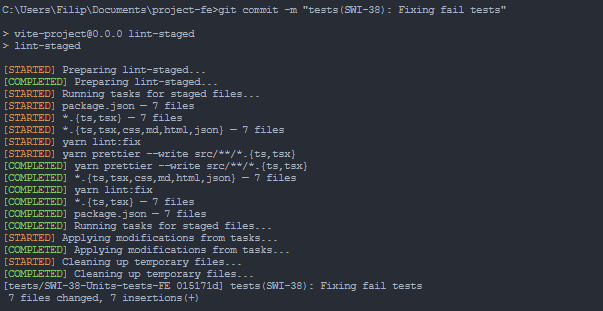 C:\Users\Filip\Documents\project-fe>git commit -m "tests(SWI-38): Fixing fail tests"
> vite-project@0.0.0 lint-staged
> lint-staged
[STARTED] Preparing lint-staged...
[COMPLETED] Preparing lint-staged...
[STARTED] Running tasks for staged files...
[STARTED] package.json — 7 files
[STARTED] *.{ts,tsx} — 7 files
[STARTED] *.{ts,tsx,css,md,html,json} — 7 files
[STARTED] yarn lint:fix
[STARTED] yarn prettier --write src/**/*.{ts,tsx}
[COMPLETED] yarn prettier --write src/**/*.{ts,tsx}
[COMPLETED] *.{ts,tsx,css,md,html,json} — 7 files
[COMPLETED] yarn lint:fix
[COMPLETED] *.{ts,tsx} — 7 files
[COMPLETED] package.json — 7 files
[COMPLETED] Running tasks for staged files...
[STARTED] Applying modifications from tasks...
[COMPLETED] Applying modifications from tasks...
[STARTED] Cleaning up temporary files...
[COMPLETED] Cleaning up temporary files...
[tests/SWI-38-Units-tests-FE 015171d] tests(SWI-38): Fixing fail tests
7 files changed, 7 insertions(+)